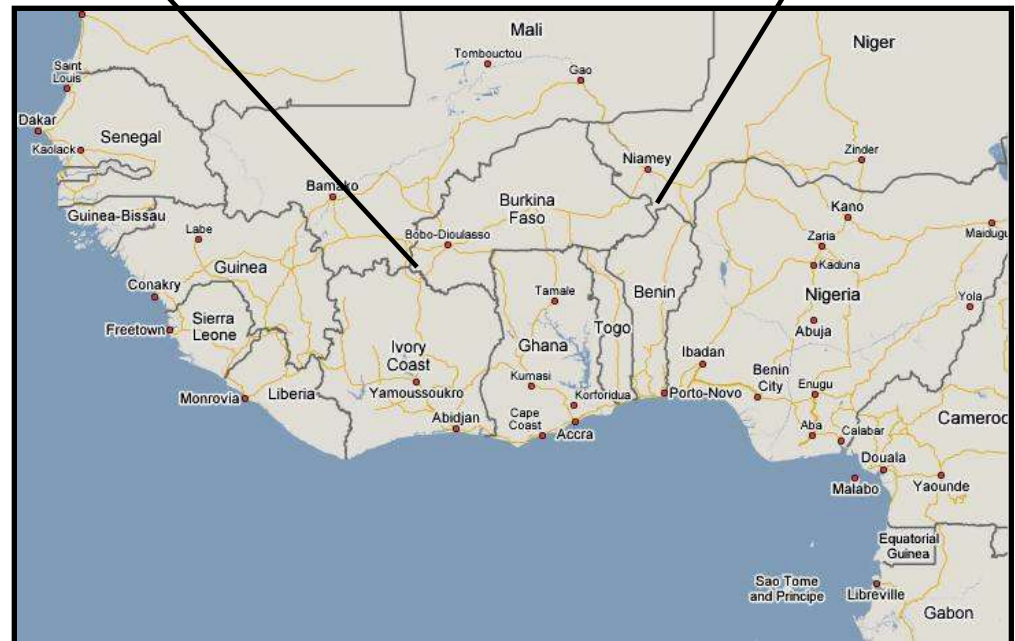 Mali
Niger
Tombouctou
Gao
Saint
Louis
Dakar
Senegal
Kaolack
Niamey
Zinder
Bamako
Burkina
Faso
Kano
Guinea-Bissau
Labe
Bobo-Dioulasso
Zaria
Maidugu
Guinea
Kaduna
Conakry
Tamale
Benin
Nigeria
Yola
Freetown
Sierra
Leone
Togo
Abuja
Ivory
Coast
Ghana
Ibadan
Kumasi
Benin
City
Enugu
Monrovia
Liberia
Yamoussoukro
Korforidua
Porto-Novo
Abidjan
Cape
Coast
Accra
Aba
Calabar
Cameroo
Douala
Malabo
Yaounde
Equatorial
Guinea
Sao Tome
and Principe
Libreville
Gabon